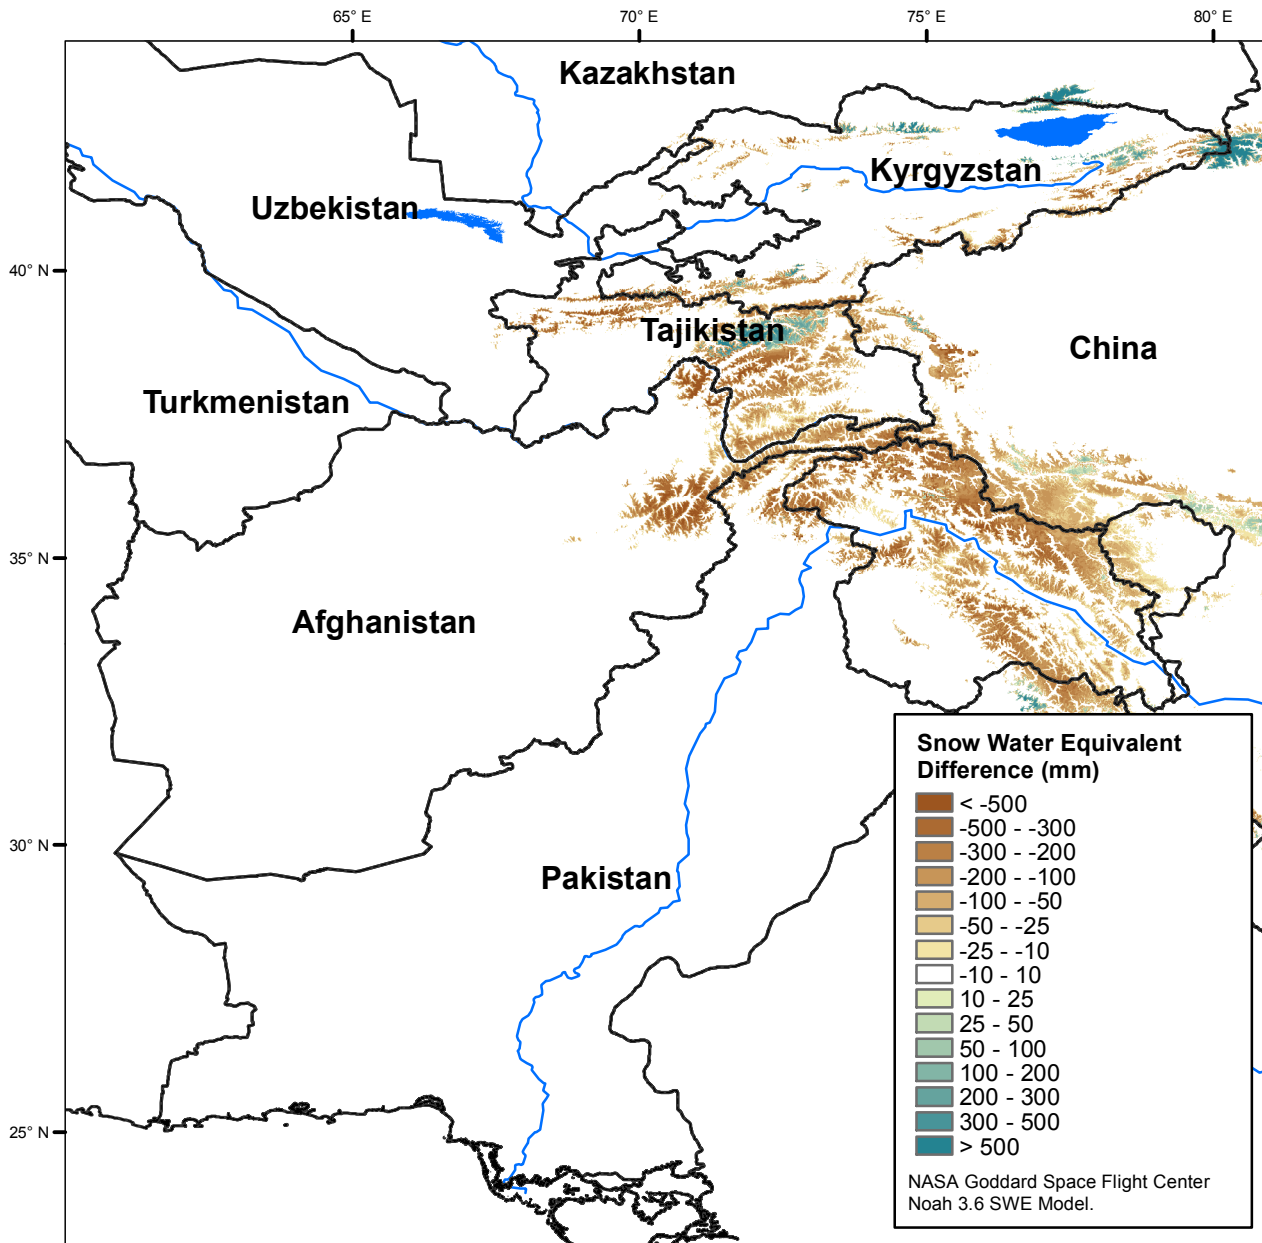 65° E
70° E
75° E
80° E
Kazakhstan
Kyrgyzstan
Uzbekistan
40° N
Tajikistan
China
Turkmenistan
35° N
Afghanistan
30° N
Pakistan
25° N
Snow Water Equivalent
Difference (mm)
< -500
-500 - -300
-300 - -200
-200 - -100
-100 - -50
-50 - -25
-25 - -10
-10 - 10
10 - 25
25 - 50
50 - 100
100 - 200
200 - 300
300 - 500
> 500
NASA Goddard Space Flight Center
Noah 3.6 SWE Model.